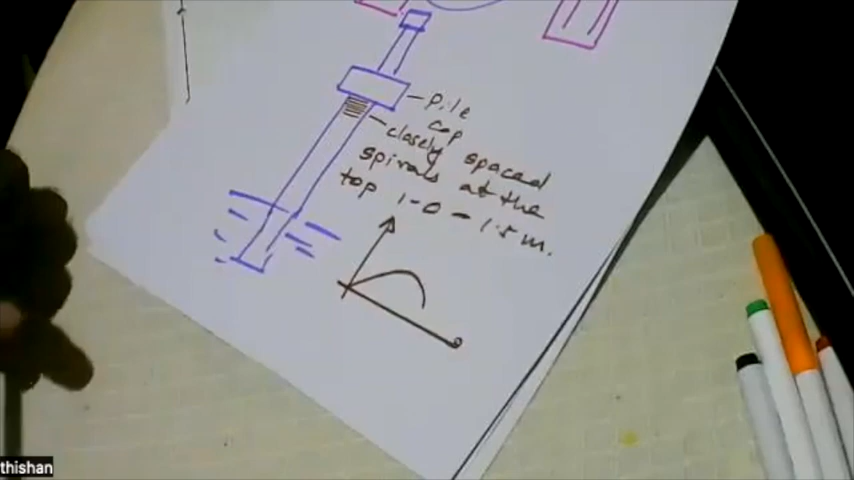 pile
cap
closely spaced
spirals at the
top 1-0 - 1.5 m.
thishan